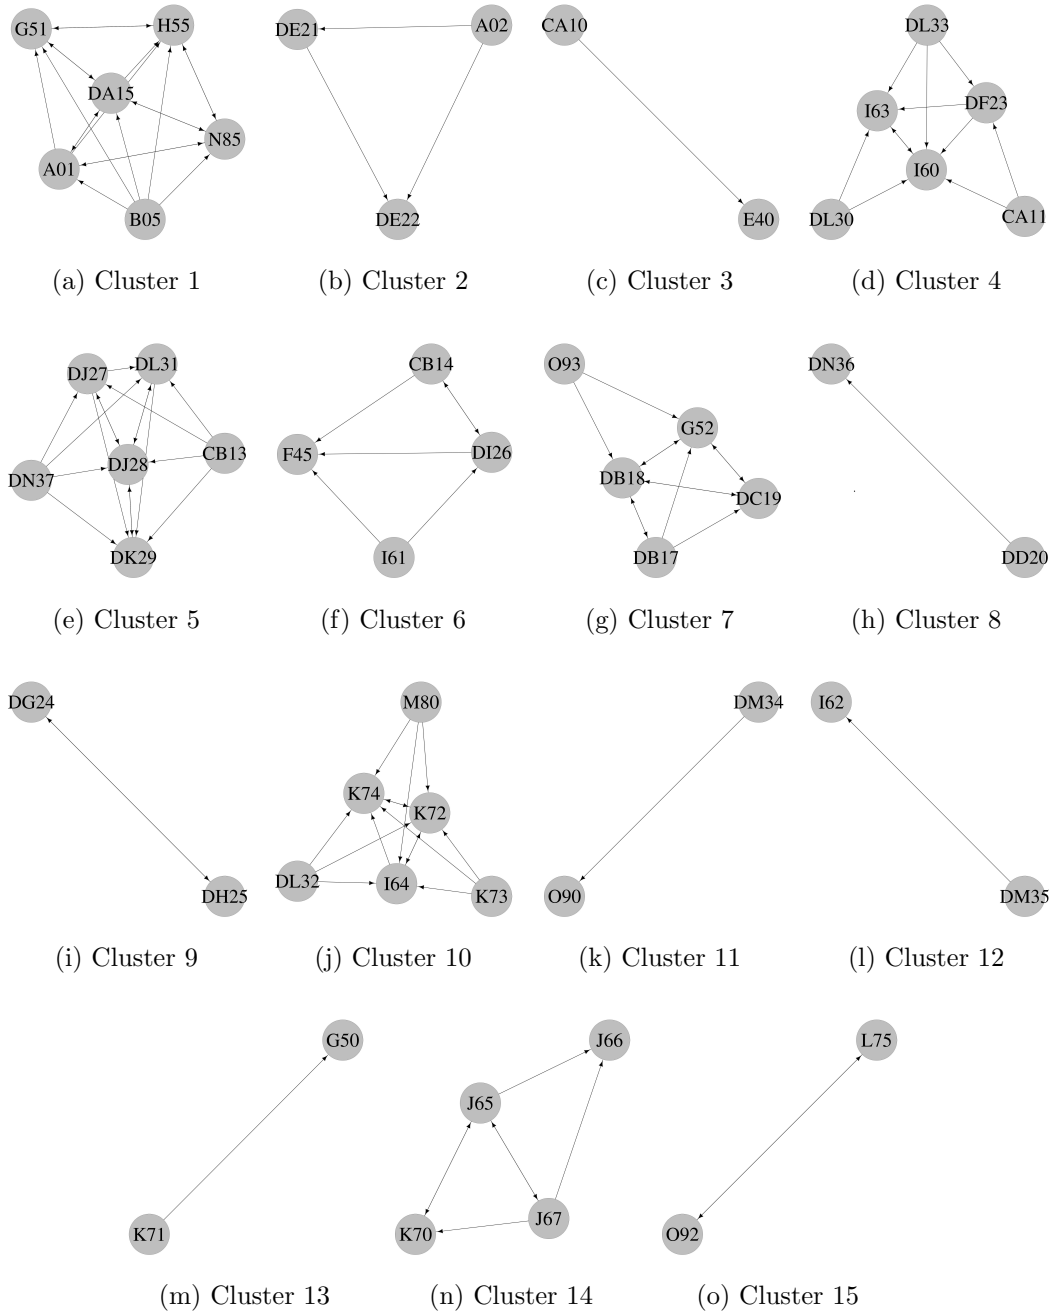 G51
H55
DA15
N85
A01
B05
(a) Cluster 1
DE21
A02
DE22
(b) Cluster 2
CA10
E40
(c) Cluster 3
DL33
I63
DF23
I60
DL30
CA11
(d) Cluster 4
DJ27
DL31
DJ28
CB13
DN37
DK29
(e) Cluster 5
CB14
F45
DI26
I61
(f) Cluster 6
O93
G52
DB18
DC19
DB17
(g) Cluster 7
DN36
DD20
(h) Cluster 8
DG24
DH25
(i) Cluster 9
M80
K74
K72
DL32
I64
K73
(j) Cluster 10
DM34
O90
(k) Cluster 11
I62
DM35
(l) Cluster 12
G50
K71
(m) Cluster 13
J66
J65
J67
K70
(n) Cluster 14
L75
O92
(o) Cluster 15